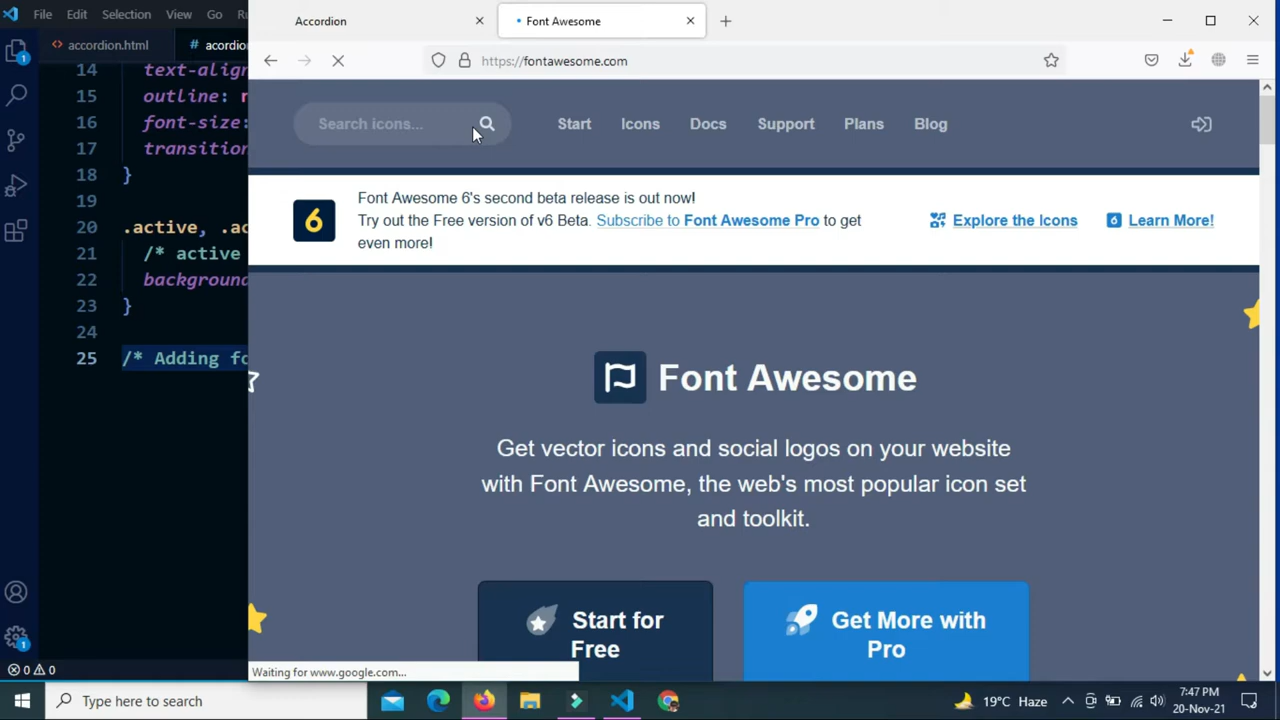 File Edit Selection View Go Ru
accordion.html
acordio
14 text-align
15 outline: n
16 font-size:
17 transition
18 }
19
20 .active, .ac
21 /* active
22 background
23 }
24
25 /* Adding fo
0 0
Accordion
Font Awesome
https://fontawesome.com
Search icons...
Start Icons Docs Support Plans Blog
6
Font Awesome 6's second beta release is out now!
Try out the Free version of v6 Beta. Subscribe to Font Awesome Pro to get
even more!
Explore the Icons
Learn More!
Font Awesome
Get vector icons and social logos on your website
with Font Awesome, the web's most popular icon set
and toolkit.
Start for
Free
Get More with
Pro
Waiting for www.google.com...
Type here to search
19°C Haze
7:47 PM
20-Nov-21